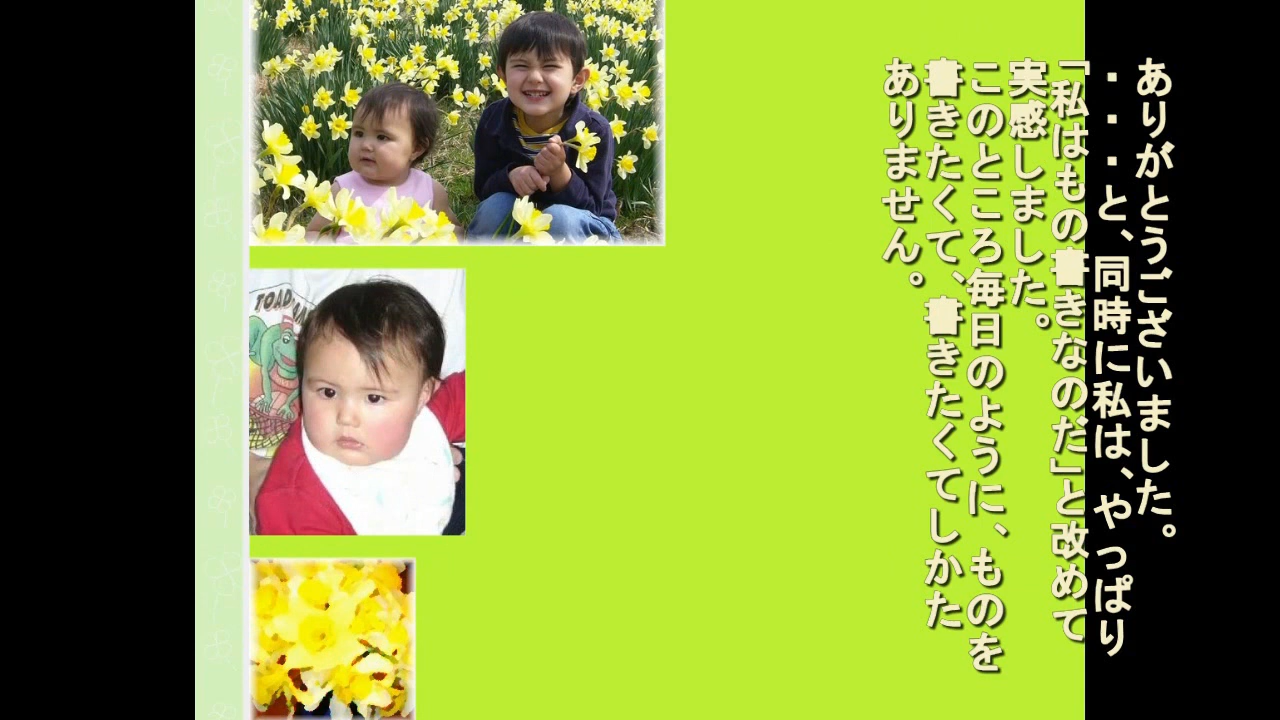 ありがとうございました。
・・・と、同時に私は、やっぱり
「私はもの書きなのだ」と改めて
実感しました。
このところ毎日のように、ものを
書きたくて、書きたくてしかた
ありません。
TOAD